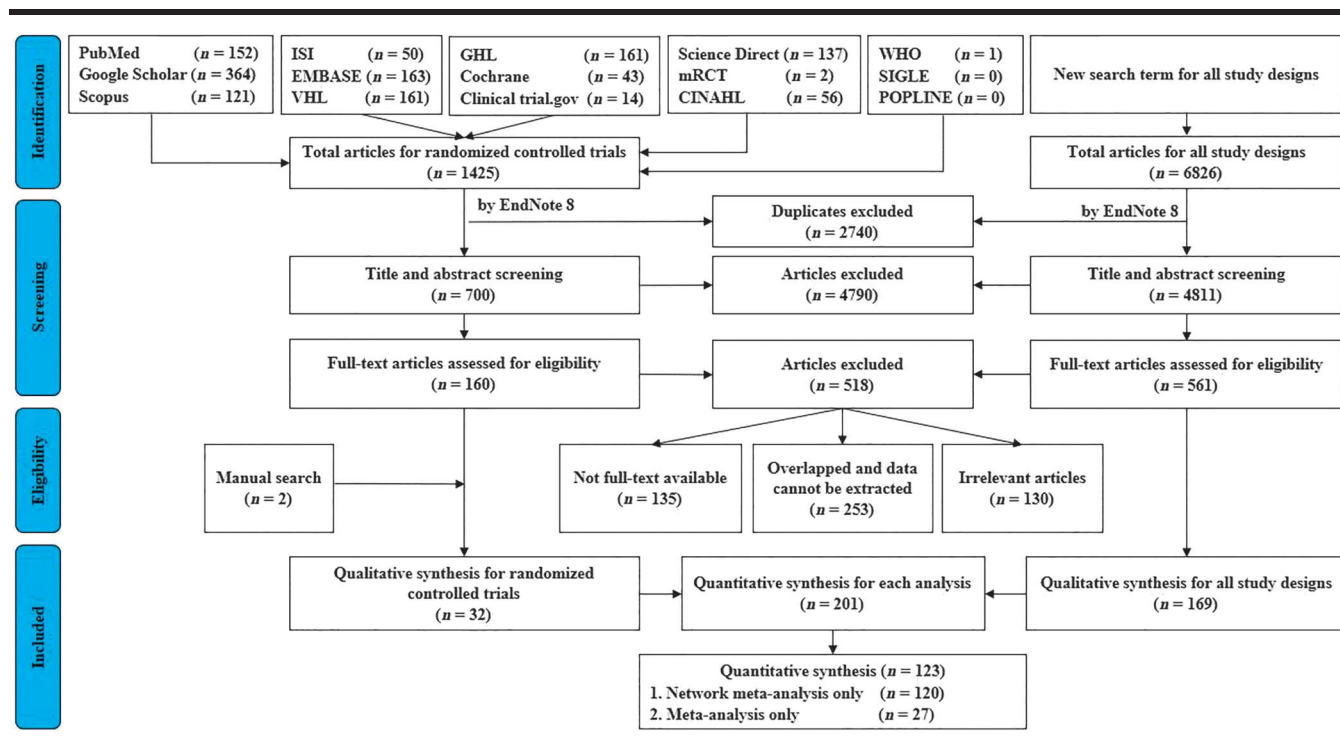 Identification
PubMed (n = 152)
Google Scholar (n = 364)
Scopus (n = 121)
ISI (n = 50)
EMBASE (n = 163)
VHL (n = 161)
GHL (n = 161)
Cochrane (n = 43)
Clinical trial.gov (n = 14)
Science Direct (n = 137)
mRCT (n = 2)
CINAHL (n = 56)
WHO (n = 1)
SIGLE (n = 0)
POPLINE (n = 0)
New search term for all study designs
Total articles for randomized controlled trials
(n = 1425)
Total articles for all study designs
(n = 6826)
Screening
by EndNote 8
Duplicates excluded
(n = 2740)
by EndNote 8
Title and abstract screening
(n = 700)
Articles excluded
(n = 4790)
Title and abstract screening
(n = 4811)
Full-text articles assessed for eligibility
(n = 160)
Articles excluded
(n = 518)
Full-text articles assessed for eligibility
(n = 561)
Eligibility
Manual search
(n = 2)
Not full-text available
(n = 135)
Overlapped and data
cannot be extracted
(n = 253)
Irrelevant articles
(n = 130)
Included
Qualitative synthesis for randomized
controlled trials
(n = 32)
Quantitative synthesis for each analysis
(n = 201)
Qualitative synthesis for all study designs
(n = 169)
Quantitative synthesis (n = 123)
1. Network meta-analysis only (n = 120)
2. Meta-analysis only (n = 27)